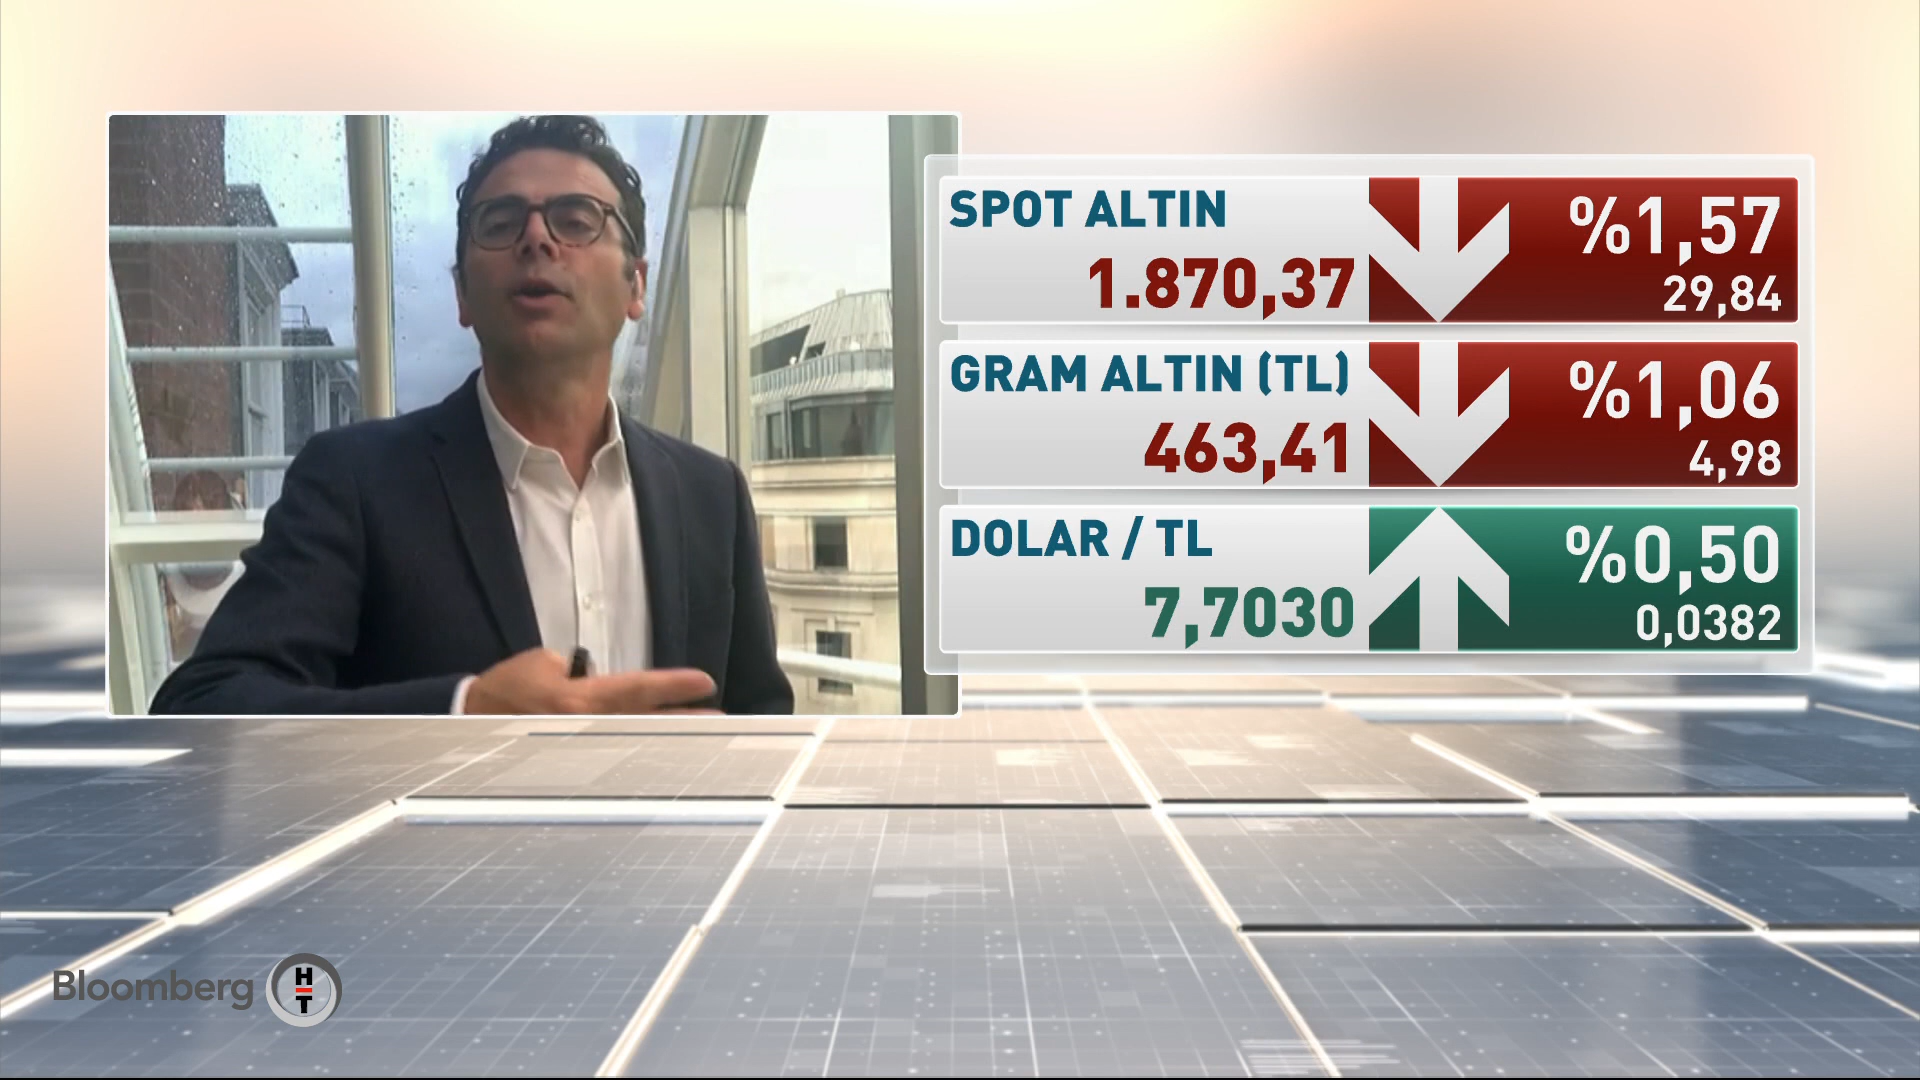 SPOT ALTIN
1.870,37
%1,57
29,84
GRAM ALTIN (TL)
463,41
%1,06
4,98
DOLAR / TL
7,7030
%0,50
0,0382
Bloomberg HT